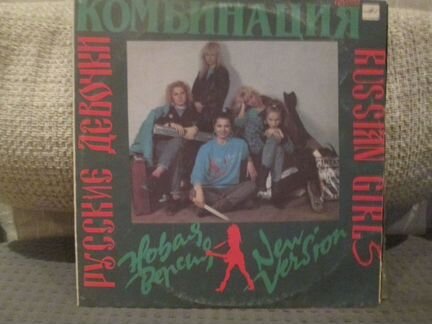 КОМБИНАЦИЯ
РУССКИЕ ДЕВОЧКИ
RUSSIAN GIRLS
Новая
версия
New
Version